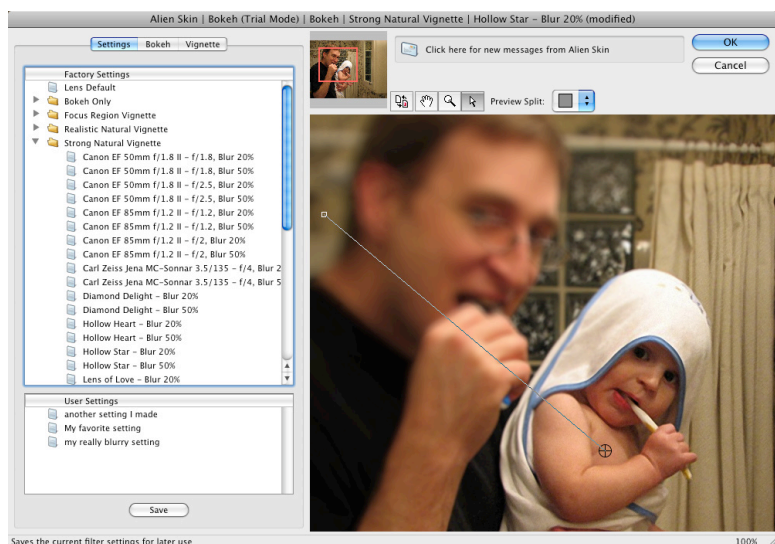 Alien Skin | Bokeh (Trial Mode) | Bokeh | Strong Natural Vignette | Hollow Star – Blur 20% (modified)
Settings Bokeh Vignette
Click here for new messages from Alien Skin
OK
Cancel
Preview Split:
Factory Settings
Lens Default
Bokeh Only
Focus Region Vignette
Realistic Natural Vignette
Strong Natural Vignette
Canon EF 50mm f/1.8 II – f/1.8, Blur 20%
Canon EF 50mm f/1.8 II – f/1.8, Blur 50%
Canon EF 50mm f/1.8 II – f/2.5, Blur 20%
Canon EF 50mm f/1.8 II – f/2.5, Blur 50%
Canon EF 85mm f/1.2 II – f/1.2, Blur 20%
Canon EF 85mm f/1.2 II – f/1.2, Blur 50%
Canon EF 85mm f/1.2 II – f/2, Blur 20%
Canon EF 85mm f/1.2 II – f/2, Blur 50%
Carl Zeiss Jena MC-Sonnar 3.5/135 – f/4, Blur 2
Carl Zeiss Jena MC-Sonnar 3.5/135 – f/4, Blur 5
Diamond Delight – Blur 20%
Diamond Delight – Blur 50%
Hollow Heart – Blur 20%
Hollow Heart – Blur 50%
Hollow Star – Blur 20%
Hollow Star – Blur 50%
Lens of Love – Blur 20%
User Settings
another setting I made
My favorite setting
my really blurry setting
Save
Saves the current filter settings for later use
100%